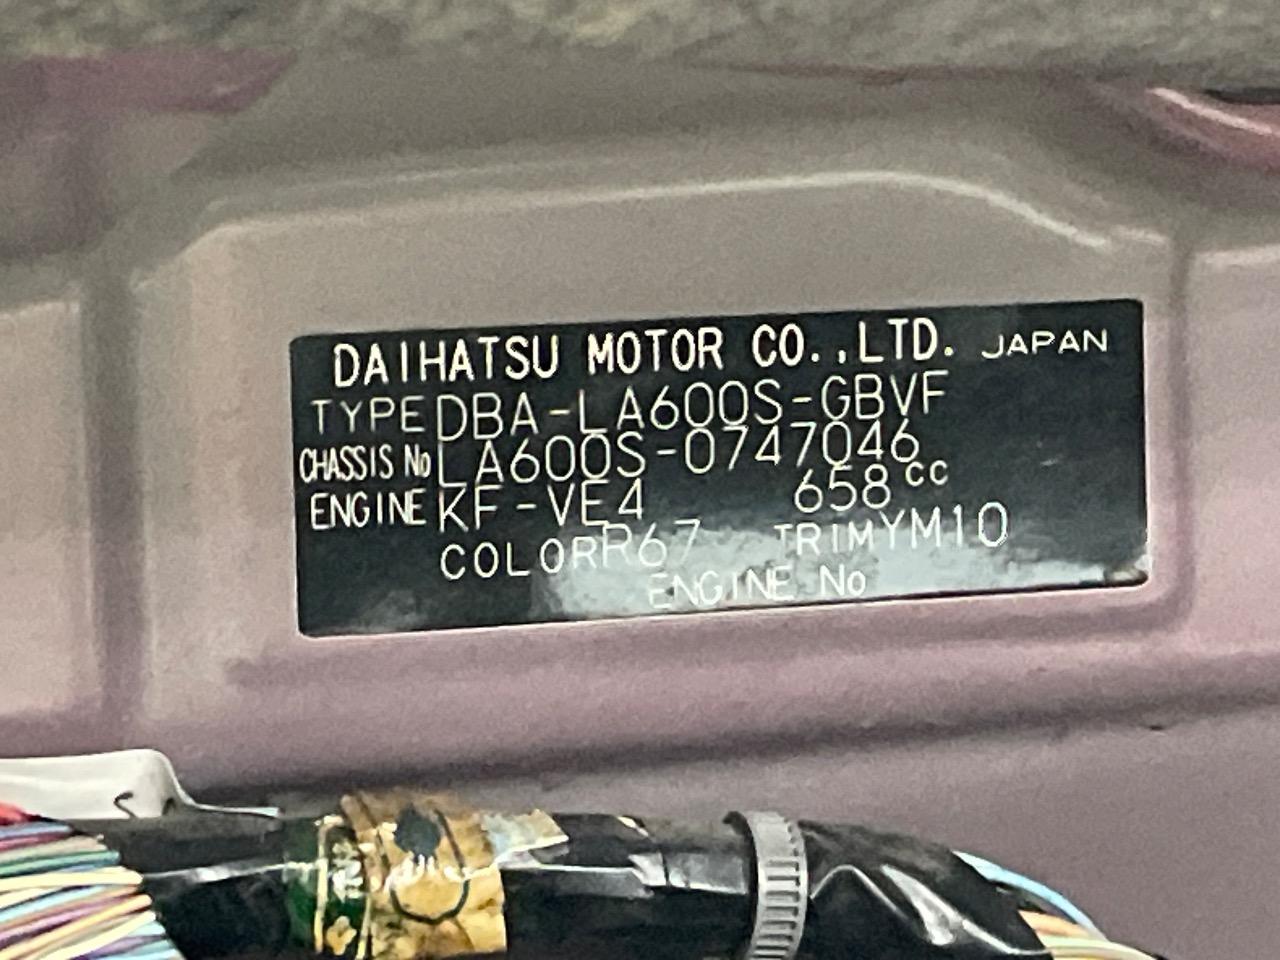 DAIHATSU MOTOR CO.,LTD. JAPAN
TYPE DBA-LA600S-GBVF
CHASSIS No LA600S-0747046
ENGINE KF-VE4 658cc
COLOR R67 TRIM YM10
ENGINE No